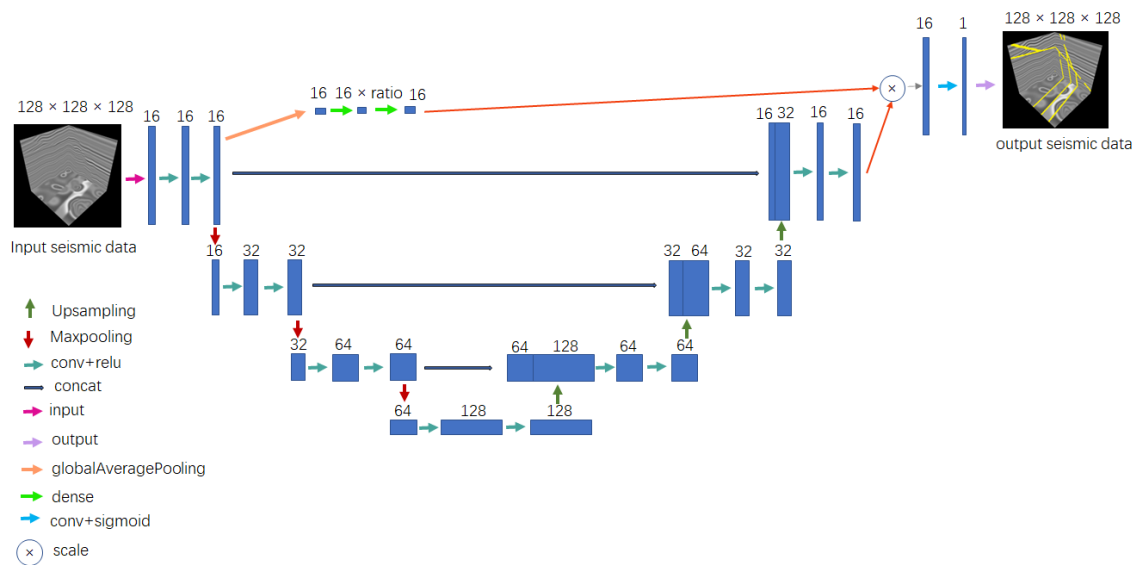 16 1 128 × 128 × 128
16 16 × ratio 16
128 × 128 × 128
16 16 16
×
16 32 16 16
output seismic data
Input seismic data
16 32 32
32 64 32 32
Upsampling
Maxpooling
32 64 64
64 128 64 64
conv+relu
concat
64 128 128
input
output
globalAveragePooling
dense
conv+sigmoid
× scale